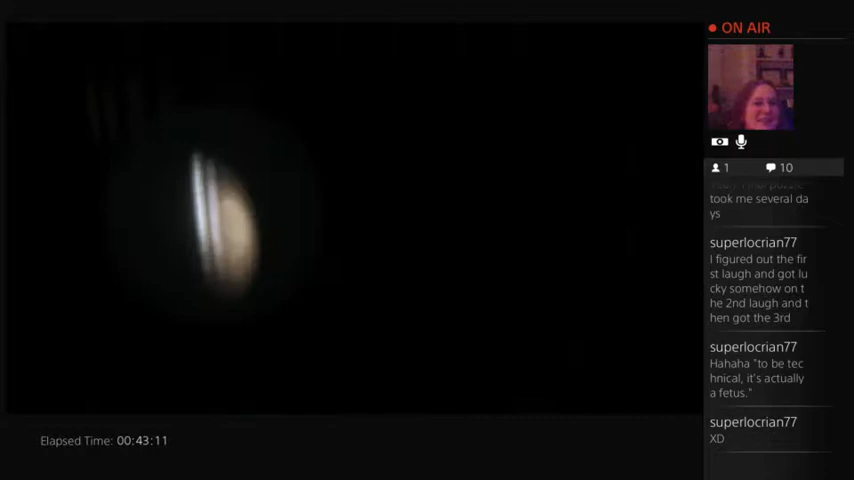 ON AIR
1 10
took me several da
ys
superlocrian77
I figured out the fir
st laugh and got lu
cky somehow on t
he 2nd laugh and t
hen got the 3rd
superlocrian77
Hahaha "to be tec
hnical, it's actually
a fetus."
superlocrian77
XD
Elapsed Time: 00:43:11